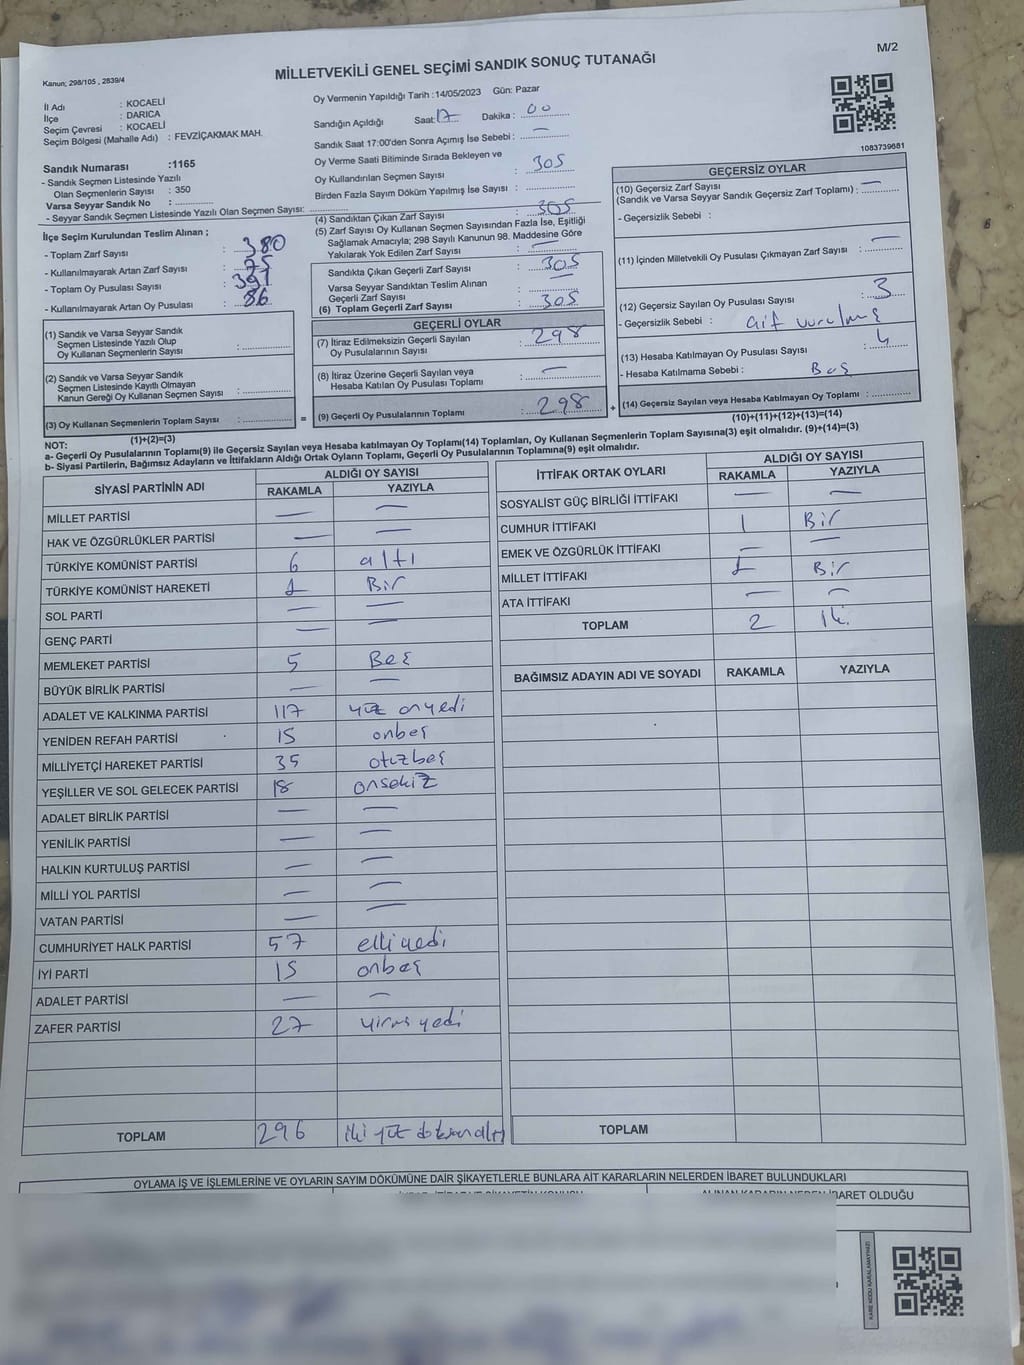 M/2
Kanun; 298/105 , 2839/4
MİLLETVEKİLİ GENEL SEÇİMİ SANDIK SONUÇ TUTANAĞI
İl Adı : KOCAELİ
İlçe : DARICA
Seçim Çevresi : KOCAELİ
Seçim Bölgesi (Mahalle Adı) : FEVZİÇAKMAK MAH.
Sandık Numarası :1165
- Sandık Seçmen Listesinde Yazılı
Olan Seçmenlerin Sayısı : 350
Varsa Seyyar Sandık No :
- Seyyar Sandık Seçmen Listesinde Yazılı Olan Seçmen Sayısı:
İlçe Seçim Kurulundan Teslim Alınan ;
- Toplam Zarf Sayısı : 380
- Kullanılmayarak Artan Zarf Sayısı : 75
- Toplam Oy Pusulası Sayısı : 391
- Kullanılmayarak Artan Oy Pusulası : 86
Oy Vermenin Yapıldığı Tarih :14/05/2023 Gün: Pazar
Sandığın Açıldığı Saat: 17 Dakika : 00
Sandık Saat 17:00'den Sonra Açımış İse Sebebi : —
Oy Verme Saati Bitiminde Sırada Bekleyen ve
Oy Kullandırılan Seçmen Sayısı : 305
Birden Fazla Sayım Döküm Yapılmış İse Sayısı :
(4) Sandıktan Çıkan Zarf Sayısı : 305
(5) Zarf Sayısı Oy Kullanan Seçmen Sayısından Fazla İse, Eşitliği
Sağlamak Amacıyla; 298 Sayılı Kanunun 98. Maddesine Göre
Yakılarak Yok Edilen Zarf Sayısı : —
Sandıkta Çıkan Geçerli Zarf Sayısı : 305
Varsa Seyyar Sandıktan Teslim Alınan
Geçerli Zarf Sayısı : —
(6) Toplam Geçerli Zarf Sayısı : 305
1083739681
GEÇERSİZ OYLAR
(10) Geçersiz Zarf Sayısı
(Sandık ve Varsa Seyyar Sandık Geçersiz Zarf Toplamı) : —
- Geçersizlik Sebebi :
(11) İçinden Milletvekili Oy Pusulası Çıkmayan Zarf Sayısı : —
(12) Geçersiz Sayılan Oy Pusulası Sayısı : 3
- Geçersizlik Sebebi : çift vurulmuş
(13) Hesaba Katılmayan Oy Pusulası Sayısı : 4
- Hesaba Katılmama Sebebi : Boş
(14) Geçersiz Sayılan veya Hesaba Katılmayan Oy Toplamı :
(10)+(11)+(12)+(13)=(14)
(1) Sandık ve Varsa Seyyar Sandık
Seçmen Listesinde Yazılı Olup
Oy Kullanan Seçmenlerin Sayısı :
(2) Sandık ve Varsa Seyyar Sandık
Seçmen Listesinde Kayıtlı Olmayan
Kanun Gereği Oy Kullanan Seçmen Sayısı :
(3) Oy Kullanan Seçmenlerin Toplam Sayısı :
(1)+(2)=(3)
=
GEÇERLİ OYLAR
(7) İtiraz Edilmeksizin Geçerli Sayılan
Oy Pusulalarının Sayısı : 298
(8) İtiraz Üzerine Geçerli Sayılan veya
Hesaba Katılan Oy Pusulası Toplamı : —
(9) Geçerli Oy Pusulalarının Toplamı : 298
+
NOT:
a- Geçerli Oy Pusulalarının Toplamı(9) ile Geçersiz Sayılan veya Hesaba katılmayan Oy Toplamı(14) Toplamları, Oy Kullanan Seçmenlerin Toplam Sayısına(3) eşit olmalıdır. (9)+(14)=(3)
b- Siyasi Partilerin, Bağımsız Adayların ve İttifakların Aldığı Ortak Oyların Toplamı, Geçerli Oy Pusulalarının Toplamına(9) eşit olmalıdır.
SİYASİ PARTİNİN ADI ALDIĞI OY SAYISI
RAKAMLA YAZIYLA
MİLLET PARTİSİ — —
HAK VE ÖZGÜRLÜKLER PARTİSİ — —
TÜRKİYE KOMÜNİST PARTİSİ 6 altı
TÜRKİYE KOMÜNİST HAREKETİ 1 Bir
SOL PARTİ — —
GENÇ PARTİ — —
MEMLEKET PARTİSİ 5 Beş
BÜYÜK BİRLİK PARTİSİ — —
ADALET VE KALKINMA PARTİSİ 117 yüz onyedi
YENİDEN REFAH PARTİSİ 15 onbeş
MİLLİYETÇİ HAREKET PARTİSİ 35 otuzbeş
YEŞİLLER VE SOL GELECEK PARTİSİ 18 onsekiz
ADALET BİRLİK PARTİSİ — —
YENİLİK PARTİSİ — —
HALKIN KURTULUŞ PARTİSİ — —
MİLLİ YOL PARTİSİ — —
VATAN PARTİSİ — —
CUMHURİYET HALK PARTİSİ 57 elliyedi
İYİ PARTİ 15 onbeş
ADALET PARTİSİ — —
ZAFER PARTİSİ 27 yirmi yedi
TOPLAM 296 iki yüz doksanaltı
İTTİFAK ORTAK OYLARI ALDIĞI OY SAYISI
RAKAMLA YAZIYLA
SOSYALİST GÜÇ BİRLİĞİ İTTİFAKI — —
CUMHUR İTTİFAKI 1 Bir
EMEK VE ÖZGÜRLÜK İTTİFAKI — —
MİLLET İTTİFAKI 1 Bir
ATA İTTİFAKI — —
TOPLAM 2 iki
BAĞIMSIZ ADAYIN ADI VE SOYADI RAKAMLA YAZIYLA
TOPLAM
OYLAMA İŞ VE İŞLEMLERİNE VE OYLARIN SAYIM DÖKÜMÜNE DAİR ŞİKAYETLERLE BUNLARA AİT KARARLARIN NELERDEN İBARET BULUNDUKLARI
ALINAN KARARIN NEDEN İBARET OLDUĞU
KARE KODU KARALAMAYINIZ!